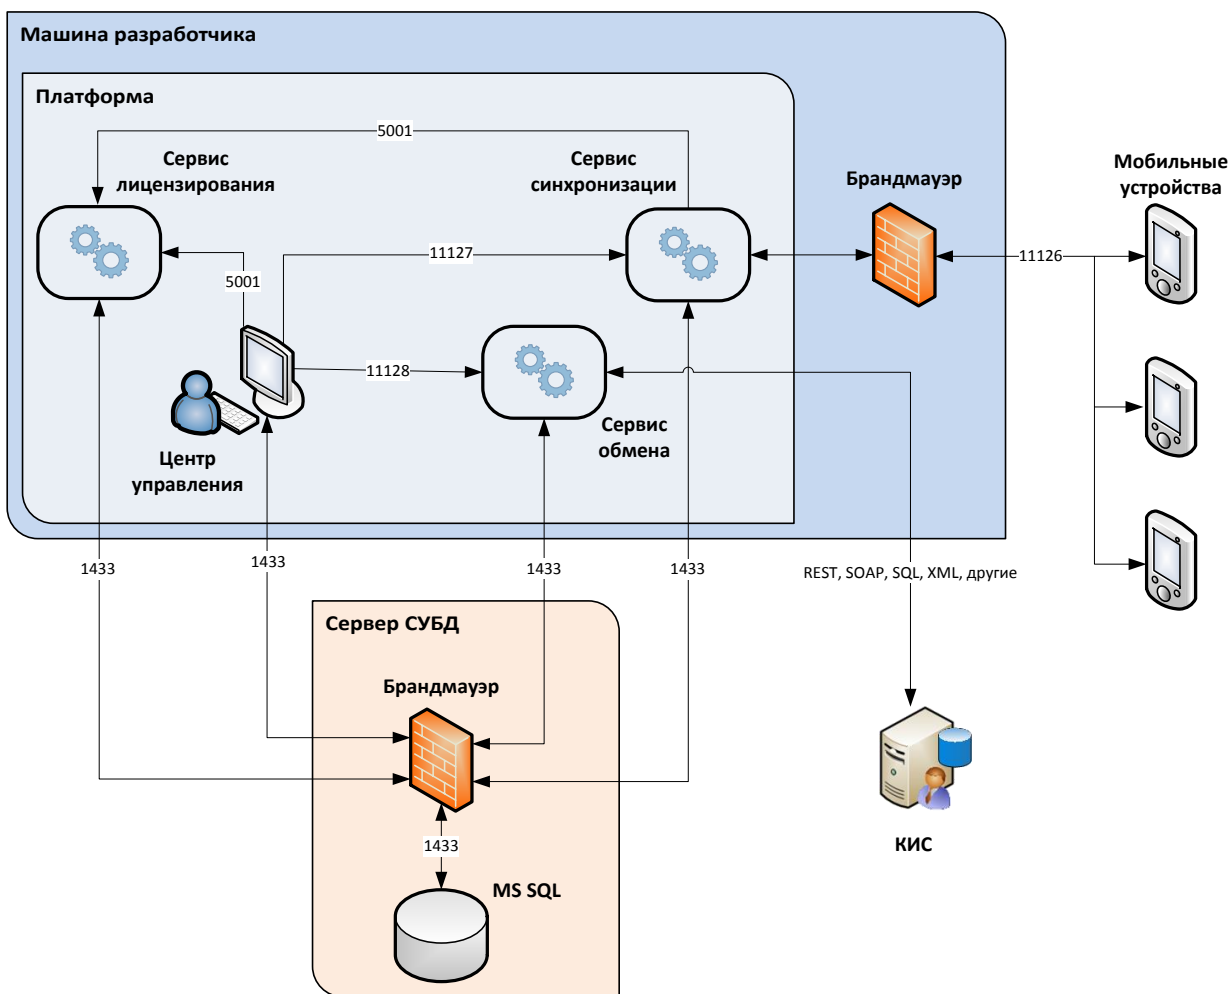 Машина разработчика
Платформа
5001
Сервис
лицензирования
Сервис
синхронизации
Брандмауэр
Мобильные
устройства
11127
11126
5001
11128
Сервис
обмена
Центр
управления
1433
1433
1433
1433
REST, SOAP, SQL, XML, другие
Сервер СУБД
Брандмауэр
1433
КИС
MS SQL